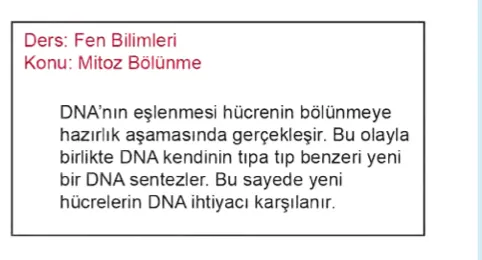 Ders: Fen Bilimleri
Konu: Mitoz Bölünme
DNA'nın eşlenmesi hücrenin bölünmeye
hazırlık aşamasında gerçekleşir. Bu olayla
birlikte DNA kendinin tıpa tıp benzeri yeni
bir DNA sentezler. Bu sayede yeni
hücrelerin DNA ihtiyacı karşılanır.